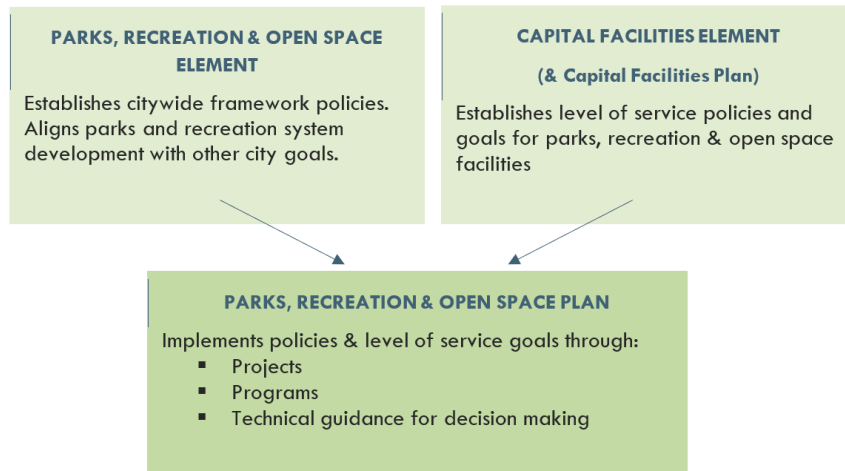 PARKS, RECREATION & OPEN SPACE
ELEMENT
Establishes citywide framework policies.
Aligns parks and recreation system
development with other city goals.
CAPITAL FACILITIES ELEMENT
(& Capital Facilities Plan)
Establishes level of service policies and
goals for parks, recreation & open space
facilities
PARKS, RECREATION & OPEN SPACE PLAN
Implements policies & level of service goals through:
▪ Projects
▪ Programs
▪ Technical guidance for decision making